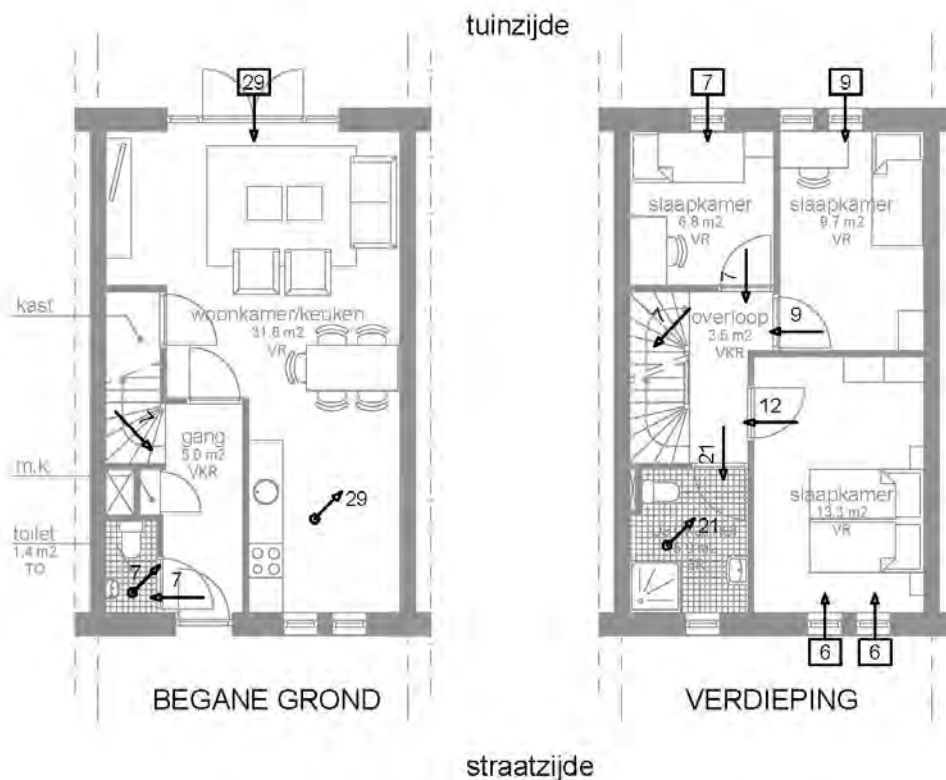 tuinzijde
29
kast
woonkamer/keuken
31.6 m2
VR
7
gang
5.0 m2
VKR
m.k.
29
toilet
1,4 m2
TO
7
7
BEGANE GROND
7
9
slaapkamer
6.8 m2
VR
slaapkamer
9.7 m2
VR
7
7
overloop
3.5 m2
VKR
9
12
21
slaapkamer
13.3 m2
VR
21
6
6
VERDIEPING
straatzijde